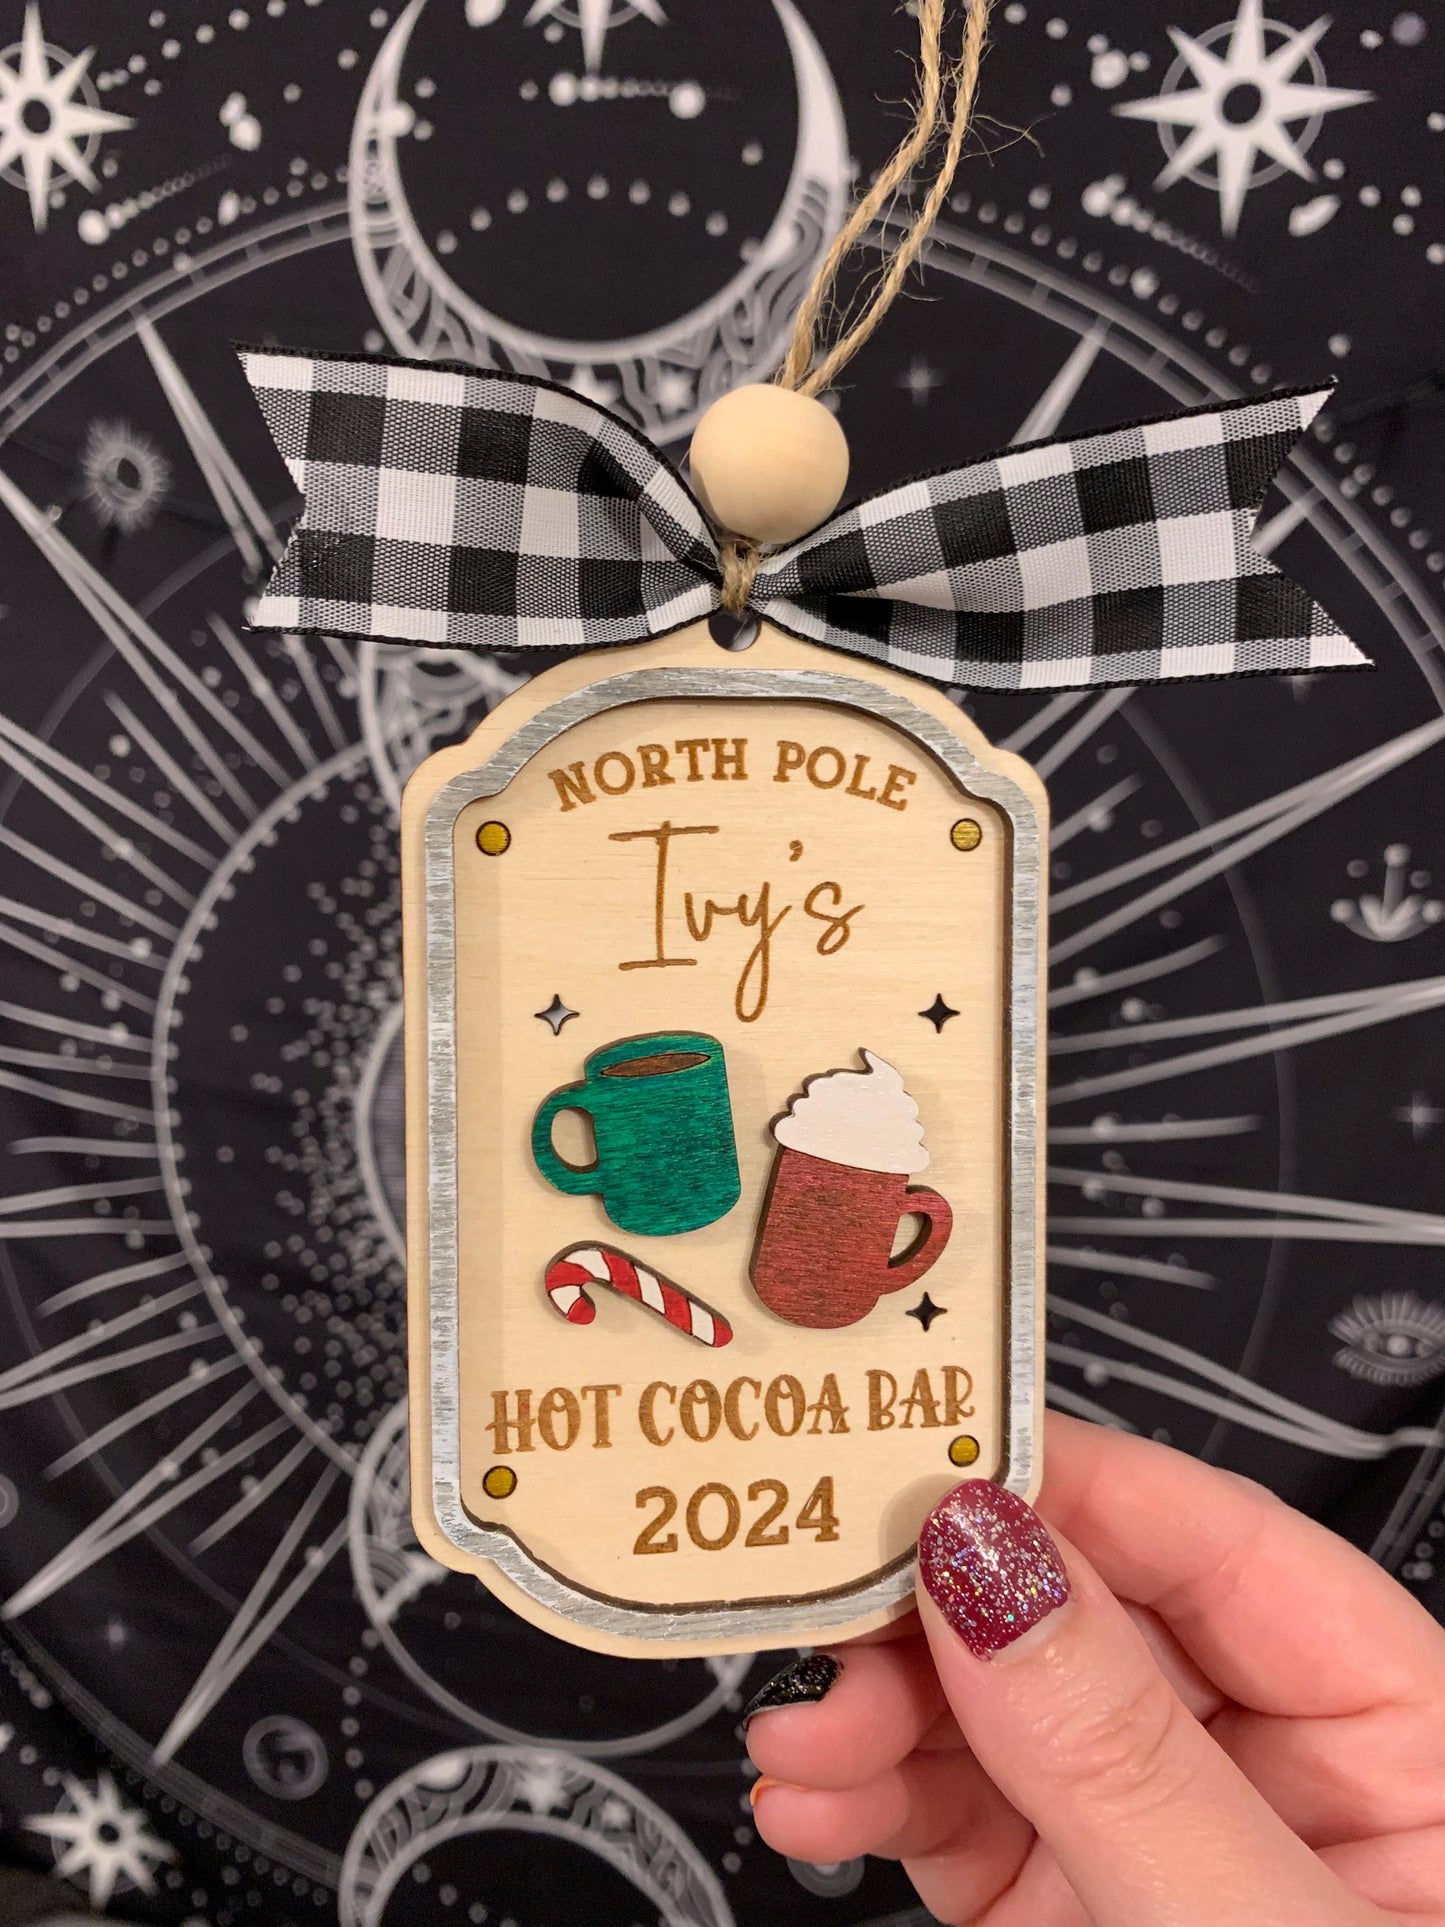 NORTH POLE
Ivy's
HOT COCOA BAR
2024